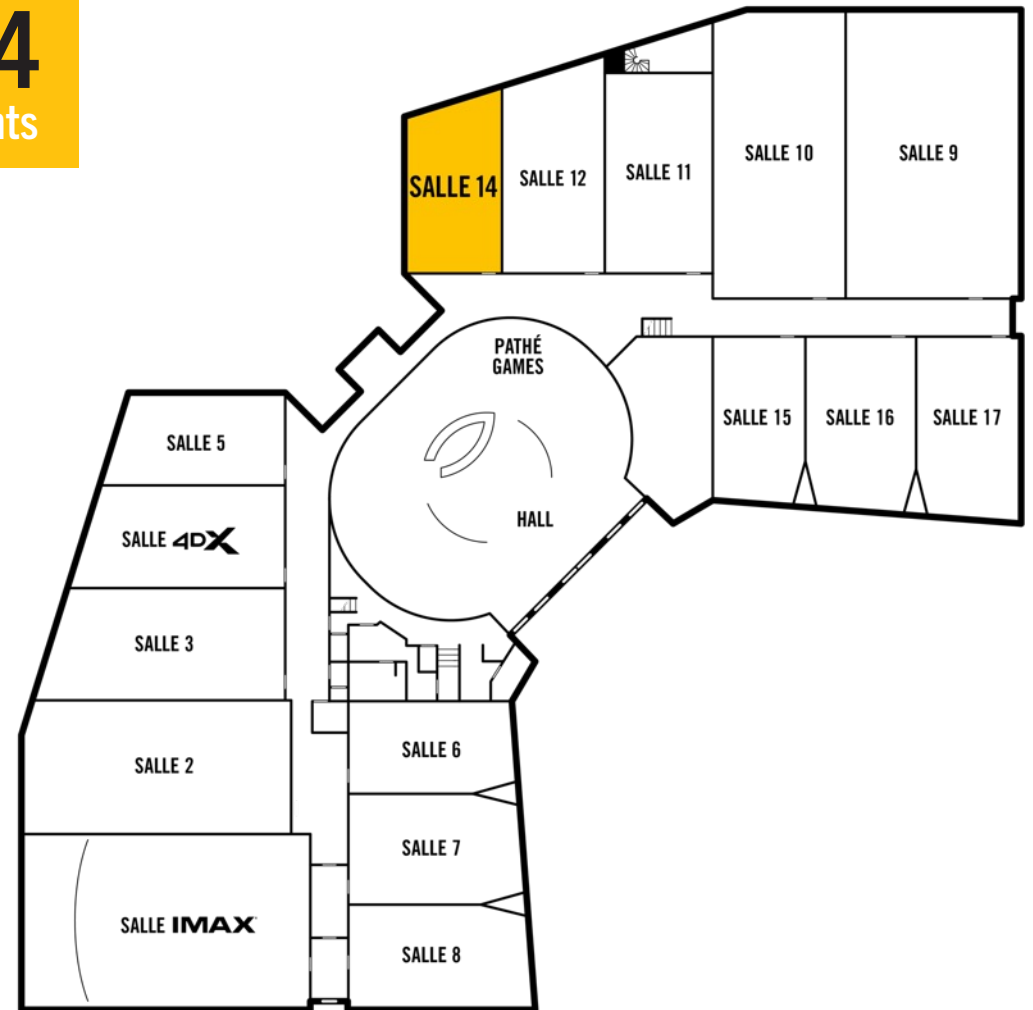 4
nts
SALLE 14
SALLE 12
SALLE 11
SALLE 10
SALLE 9
PATHÉ
GAMES
HALL
SALLE 15
SALLE 16
SALLE 17
SALLE 5
SALLE 4DX
SALLE 3
SALLE 2
SALLE IMAX
SALLE 6
SALLE 7
SALLE 8